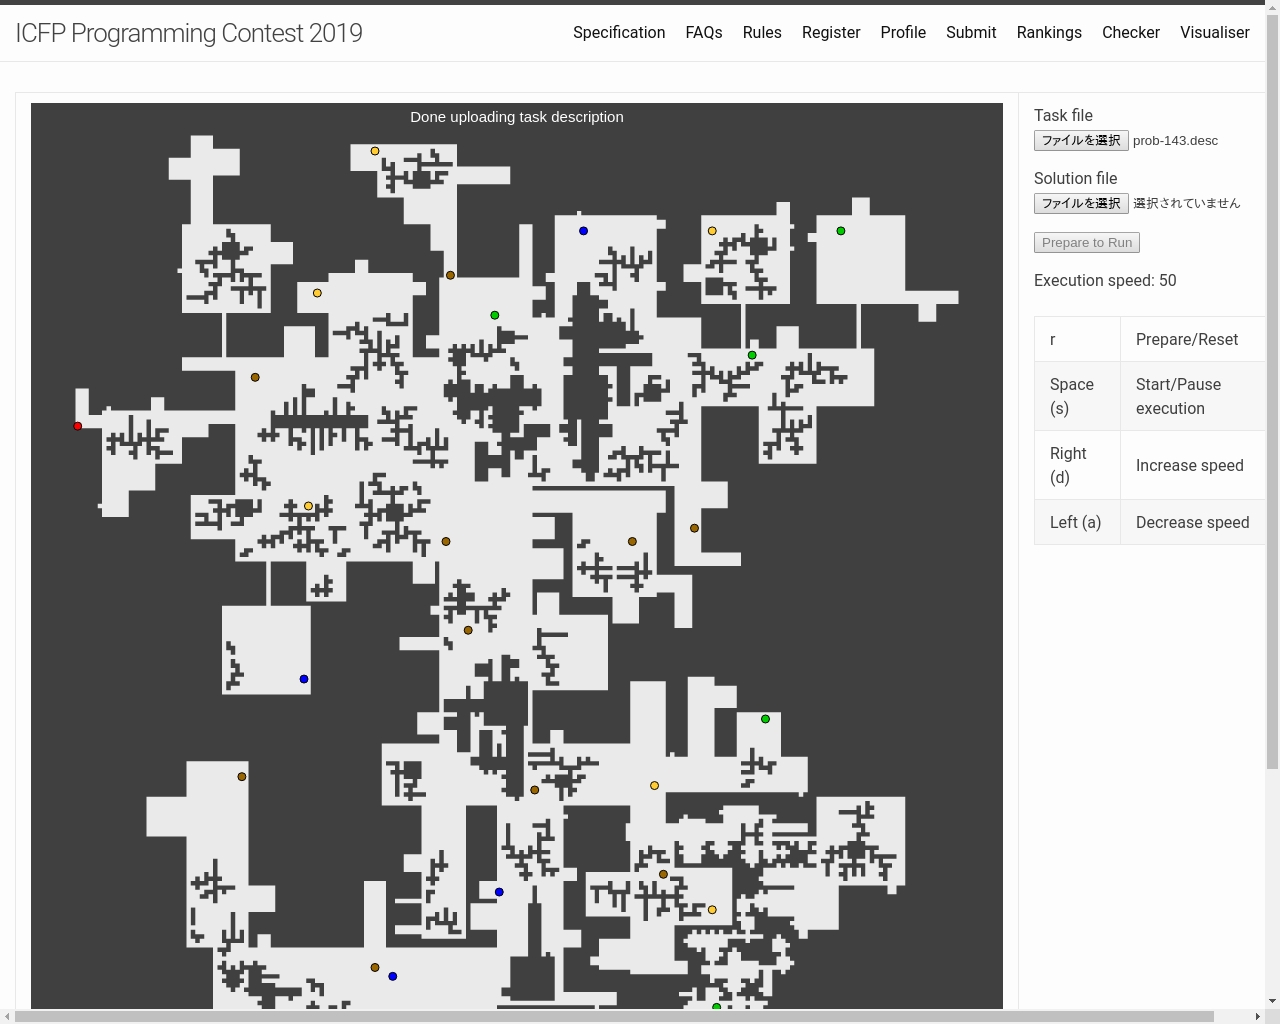 ICFP Programming Contest 2019
Specification FAQs Rules Register Profile Submit Rankings Checker Visualiser
Done uploading task description
Task file
ファイルを選択 prob-143.desc
Solution file
ファイルを選択 選択されていません
Prepare to Run
Execution speed: 50
r Prepare/Reset
Space (s) Start/Pause execution
Right (d) Increase speed
Left (a) Decrease speed